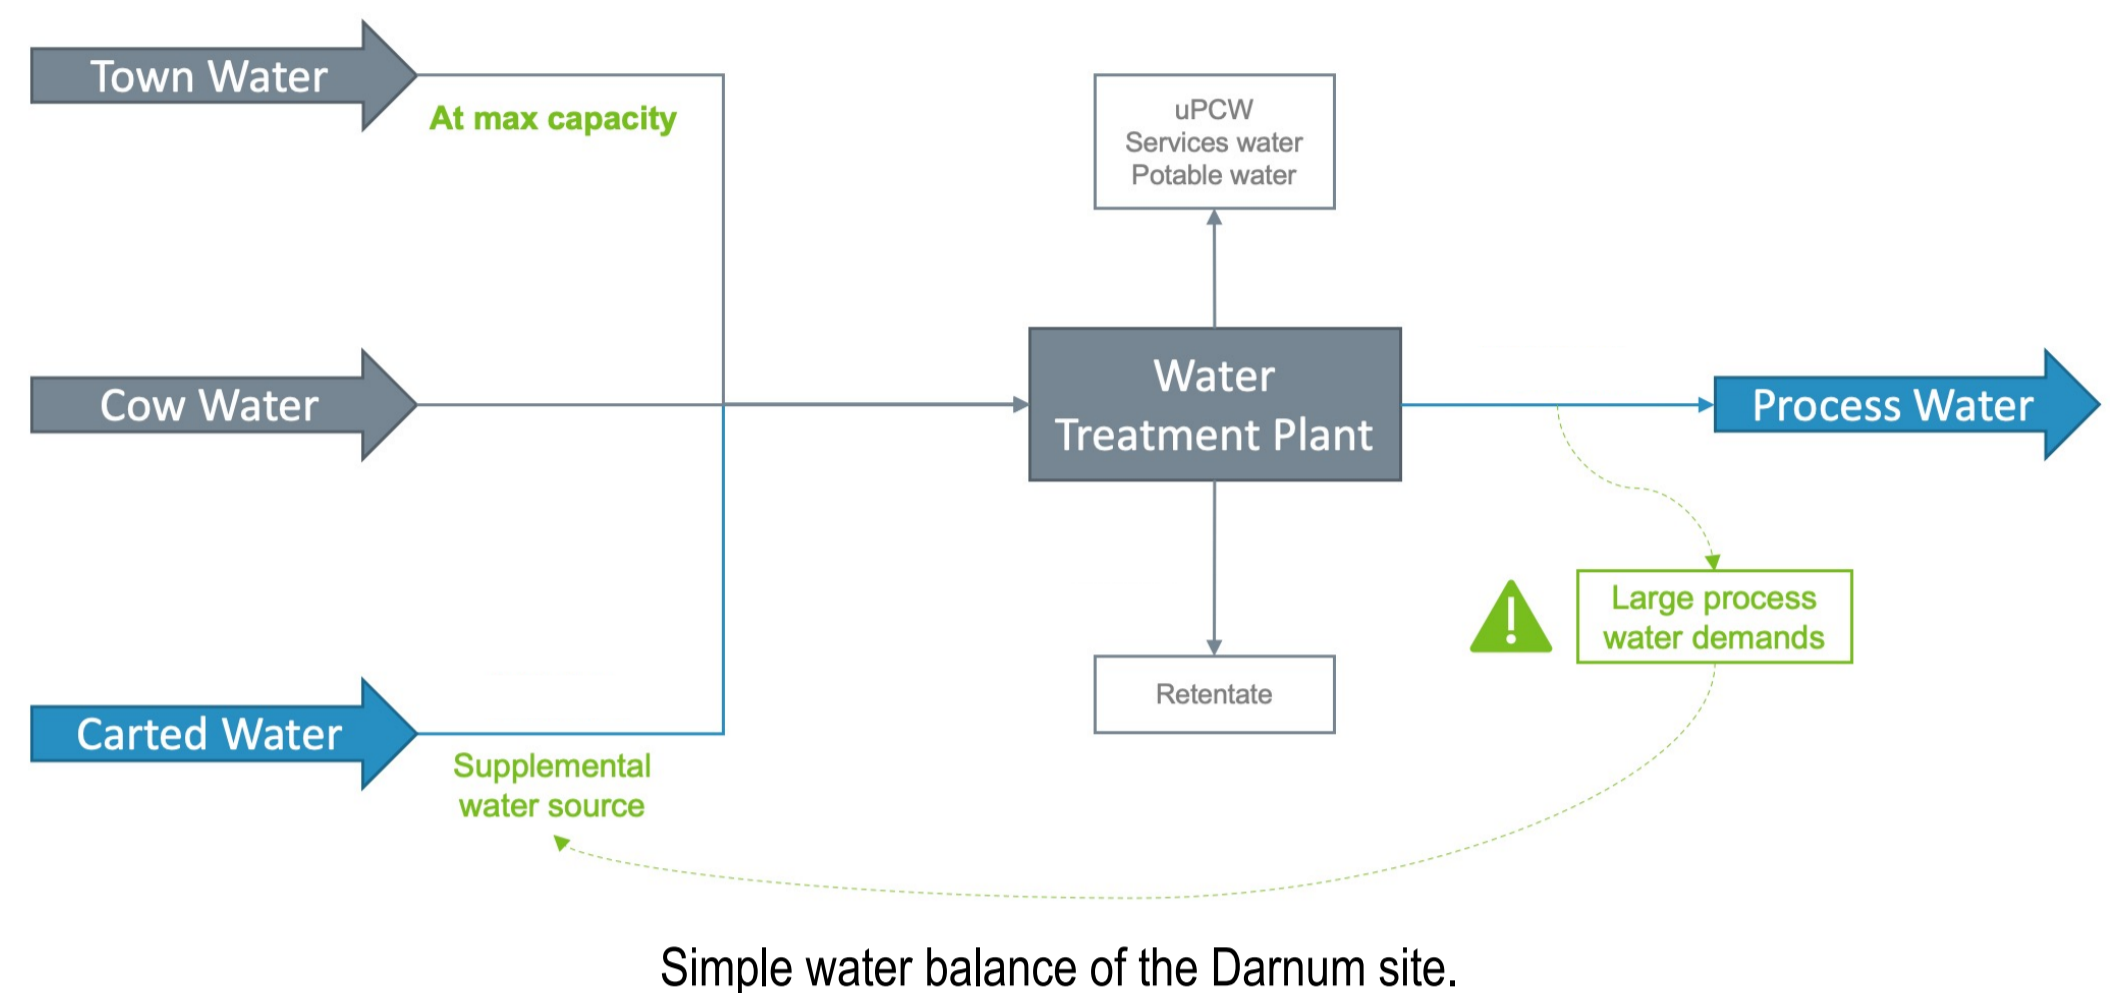 Town Water
At max capacity
uPCW
Services water
Potable water
Cow Water
Water
Treatment Plant
Process Water
Large process
water demands
Retentate
Carted Water
Supplemental
water source
Simple water balance of the Darnum site.